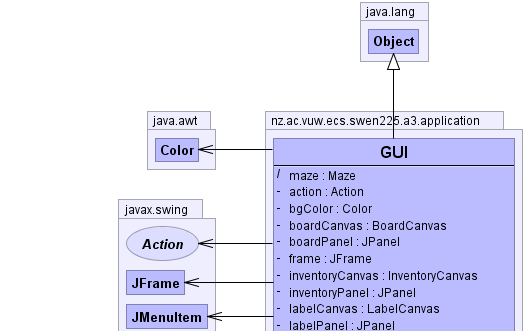 java.lang
Object
java.awt
Color
nz.ac.vuw.ecs.swen225.a3.application
GUI
/ maze : Maze
- action : Action
- bgColor : Color
- boardCanvas : BoardCanvas
- boardPanel : JPanel
- frame : JFrame
- inventoryCanvas : InventoryCanvas
- inventoryPanel : JPanel
- labelCanvas : LabelCanvas
- labelPanel : JPanel
javax.swing
Action
JFrame
JMenuItem